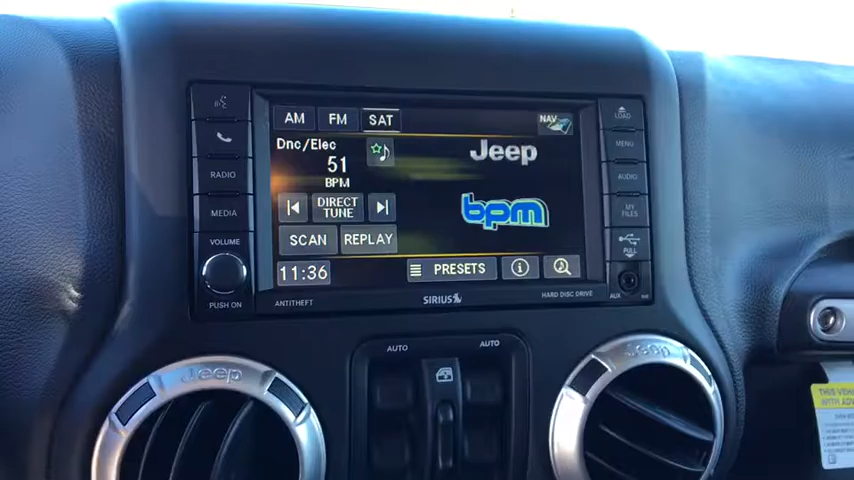 AM FM SAT
NAV
LOAD
Dnc/Elec
51
BPM
Jeep
MENU
RADIO
AUDIO
MEDIA
DIRECT
TUNE
bpm
MY
FILES
VOLUME
SCAN REPLAY
PULL
11:36
PRESETS
PUSH ON
ANTITHEFT
SIRIUS
HARD DISC DRIVE
AUX
AUTO AUTO
Jeep
Jeep